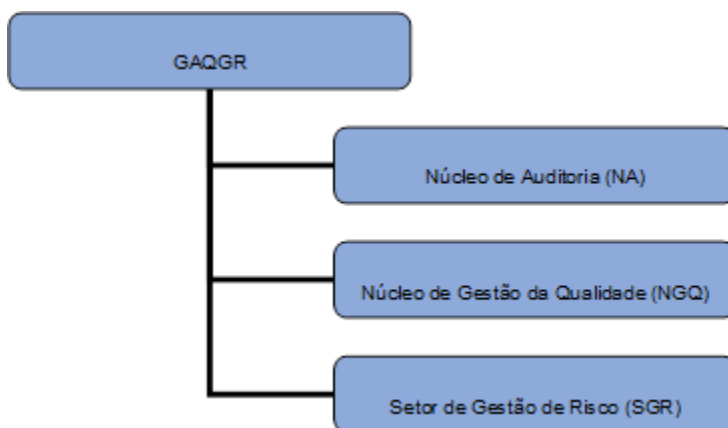 GAQGR
Núcleo de Auditoria (NA)
Núcleo de Gestão da Qualidade (NGQ)
Setor de Gestão de Risco (SGR)